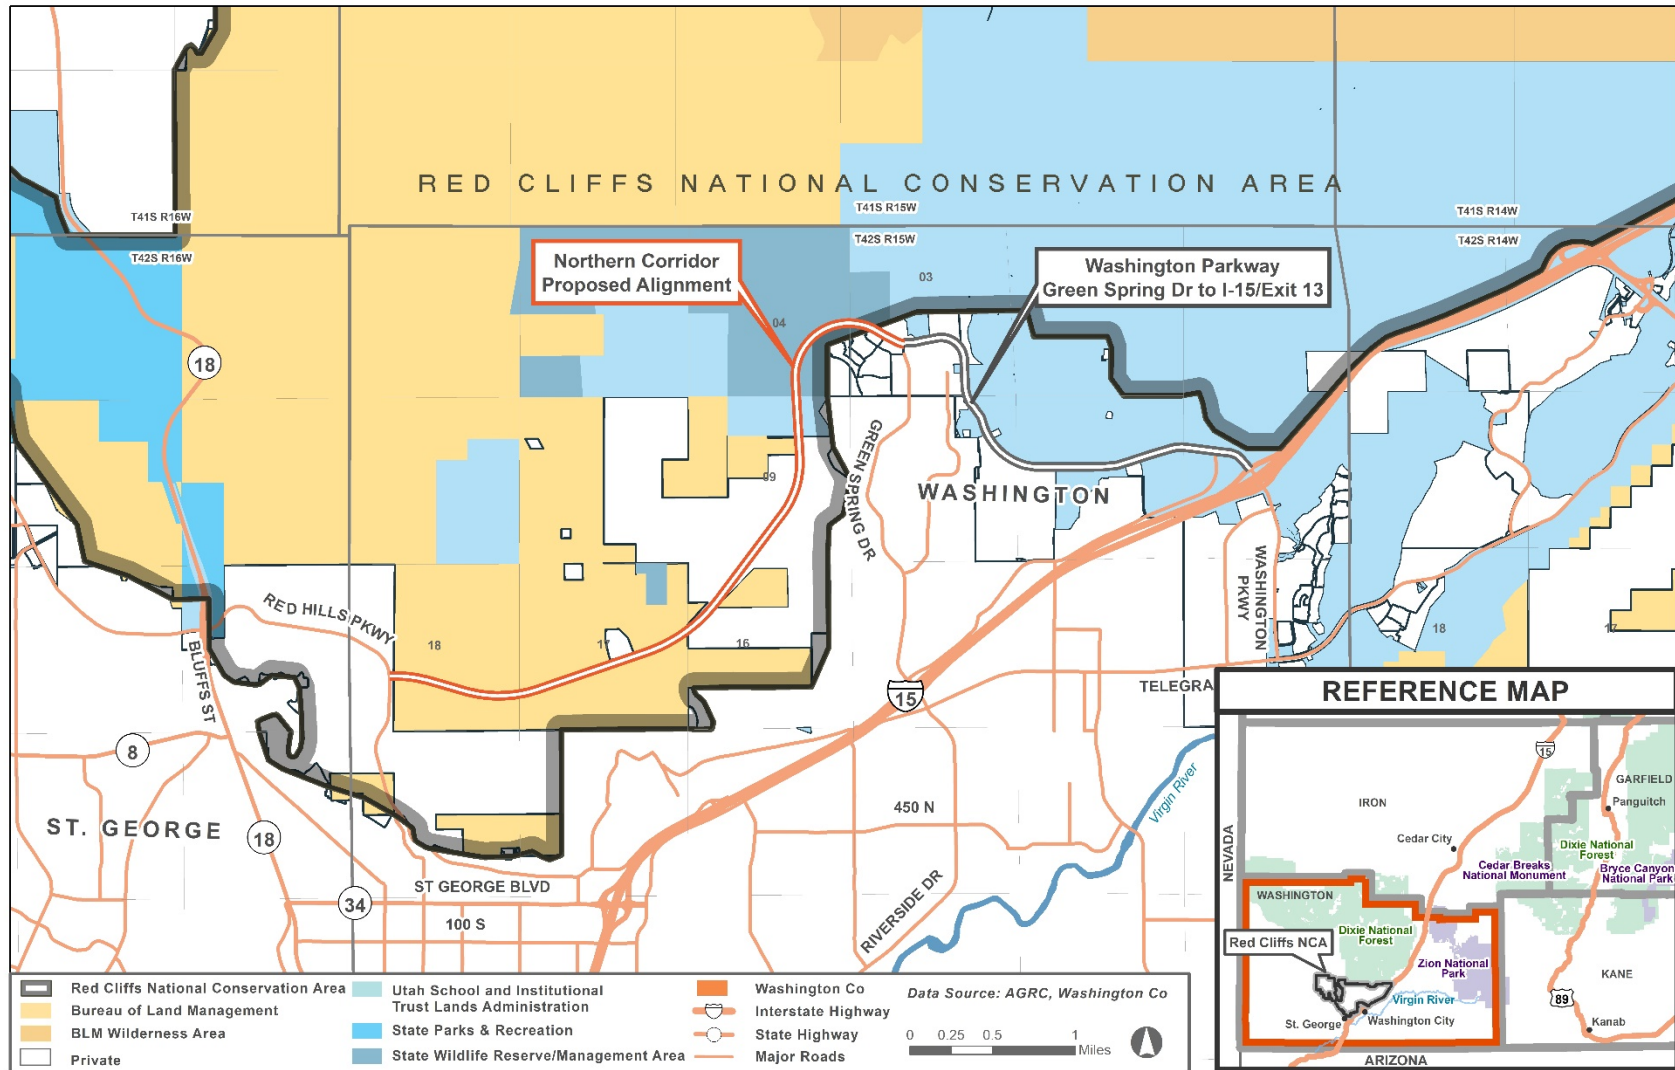 RED CLIFFS NATIONAL CONSERVATION AREA
T41S R16W
T42S R16W
T41S R15W
T42S R15W
T41S R14W
T42S R14W
Northern Corridor
Proposed Alignment
03
04
Washington Parkway
Green Spring Dr to I-15/Exit 13
18
09
GREEN SPRING DR
WASHINGTON
WASHINGTON
PKWY
RED HILLS PKWY
18
17
16
18
17
BLUFFS ST
15
TELEGRA
8
ST. GEORGE
18
34
ST GEORGE BLVD
100 S
450 N
RIVERSIDE DR
Virgin River
REFERENCE MAP
15
NEVADA
IRON
GARFIELD
Panguitch
Cedar City
Cedar Breaks
National Monument
Dixie National
Forest
Bryce Canyon
National Park
WASHINGTON
Dixie National
Forest
Red Cliffs NCA
Zion National
Park
KANE
89
Virgin River
St. George
Washington City
Kanab
ARIZONA
Red Cliffs National Conservation Area
Bureau of Land Management
BLM Wilderness Area
Private
Utah School and Institutional
Trust Lands Administration
State Parks & Recreation
State Wildlife Reserve/Management Area
Washington Co
Interstate Highway
State Highway
Major Roads
Data Source: AGRC, Washington Co
0 0.25 0.5 1
Miles